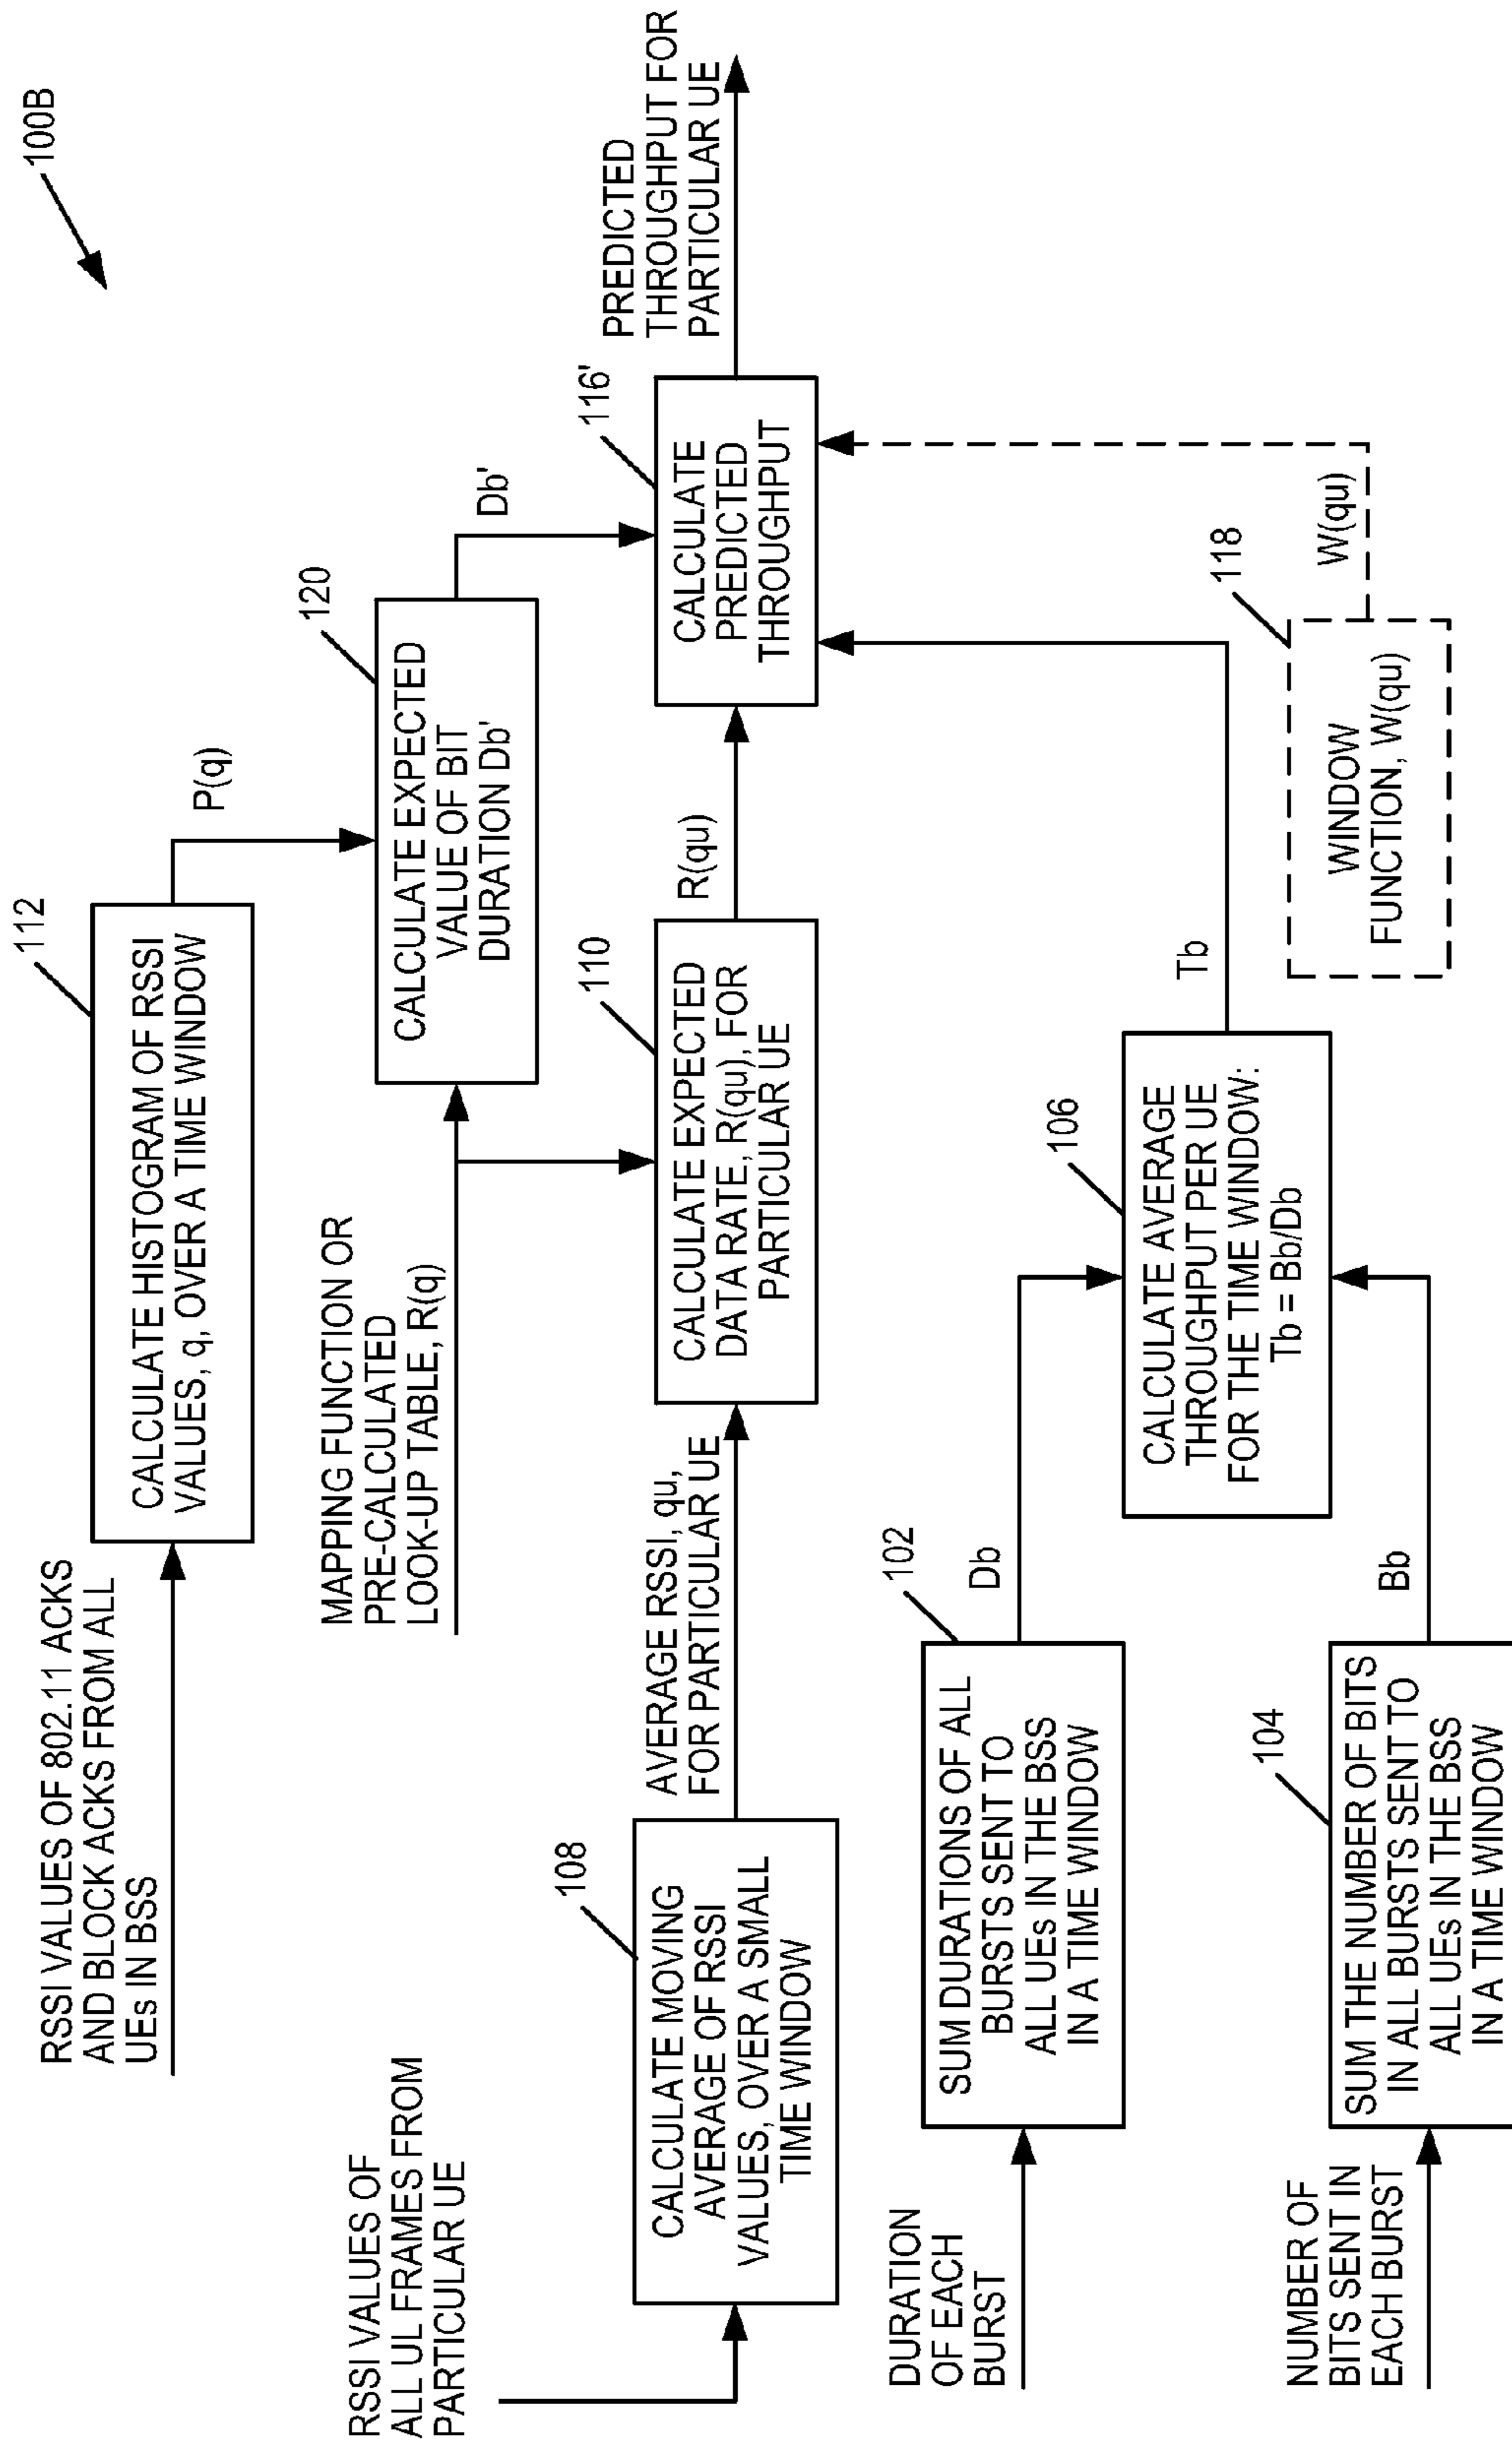 100B
RSSI VALUES OF 802.11 ACKS
AND BLOCK ACKS FROM ALL
UEs IN BSS
112
CALCULATE HISTOGRAM OF RSSI
VALUES, q, OVER A TIME WINDOW
P(q)
MAPPING FUNCTION OR
PRE-CALCULATED
LOOK-UP TABLE, R(q)
120
CALCULATE EXPECTED
VALUE OF BIT
DURATION Db'
Db'
RSSI VALUES OF
ALL UL FRAMES FROM
PARTICULAR UE
108
CALCULATE MOVING
AVERAGE OF RSSI
VALUES, OVER A SMALL
TIME WINDOW
AVERAGE RSSI, qu,
FOR PARTICULAR UE
110
CALCULATE EXPECTED
DATA RATE, R(qu), FOR
PARTICULAR UE
R(qu)
116'
CALCULATE
PREDICTED
THROUGHPUT
PREDICTED
THROUGHPUT FOR
PARTICULAR UE
DURATION
OF EACH
BURST
102
SUM DURATIONS OF ALL
BURSTS SENT TO
ALL UEs IN THE BSS
IN A TIME WINDOW
Db
106
CALCULATE AVERAGE
THROUGHPUT PER UE
FOR THE TIME WINDOW:
Tb = Bb/Db
Tb
118
WINDOW
FUNCTION, W(qu)
W(qu)
NUMBER OF
BITS SENT IN
EACH BURST
104
SUM THE NUMBER OF BITS
IN ALL BURSTS SENT TO
ALL UEs IN THE BSS
IN A TIME WINDOW
Bb